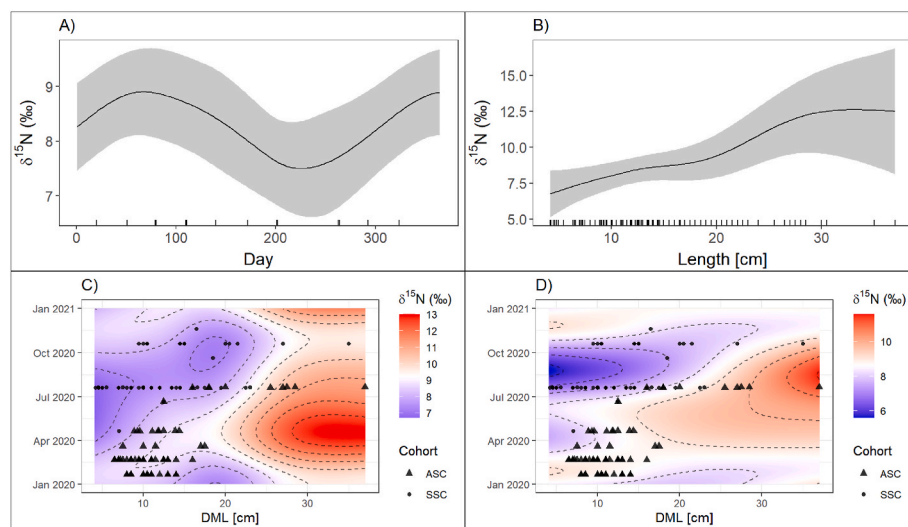 A)
δ¹⁵N (‰)
9
8
7
0 100 200 300
Day
B)
δ¹⁵N (‰)
15.0
12.5
10.0
7.5
5.0
10 20 30
Length [cm]
C)
Jan 2021
Oct 2020
Jul 2020
Apr 2020
Jan 2020
10 20 30
DML [cm]
δ¹⁵N (‰)
13
12
11
10
9
8
7
Cohort
ASC
SSC
D)
Jan 2021
Oct 2020
Jul 2020
Apr 2020
Jan 2020
10 20 30
DML [cm]
δ¹⁵N (‰)
10
8
6
Cohort
ASC
SSC